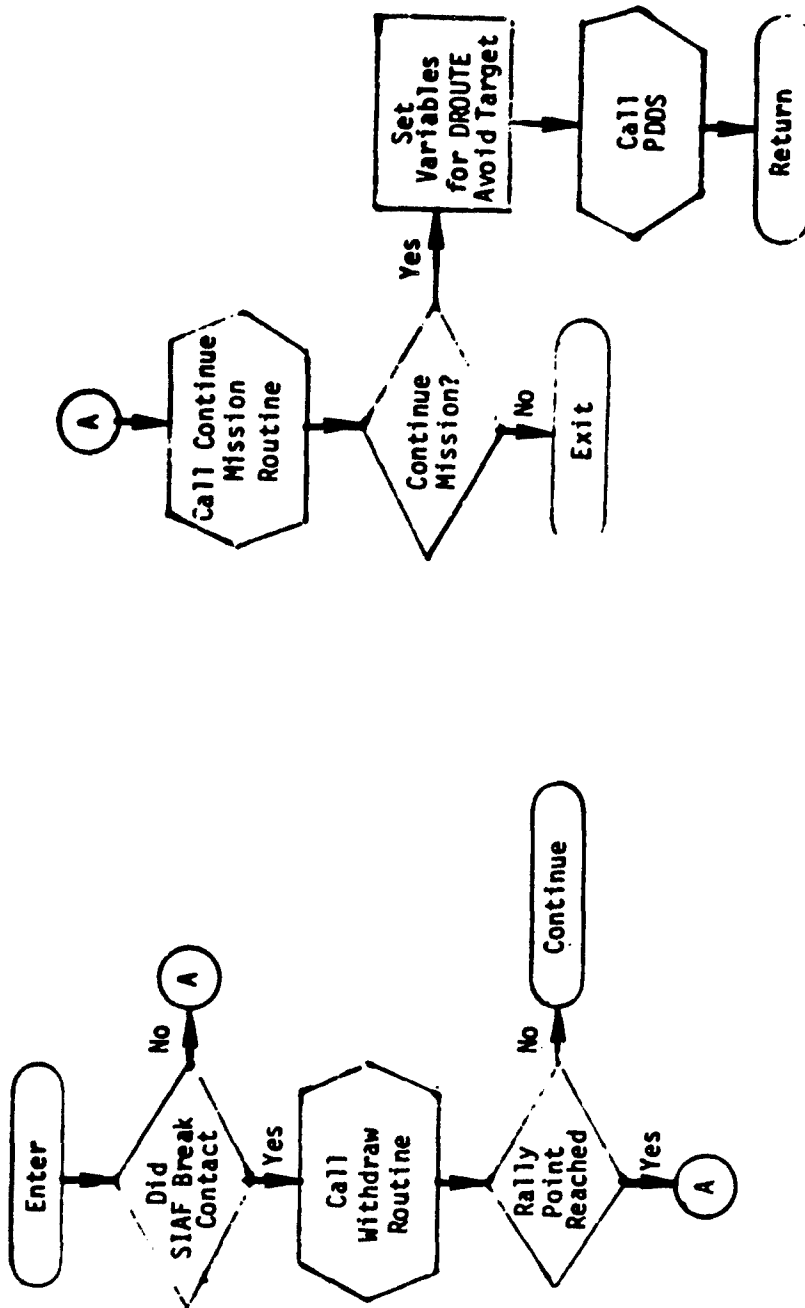 Enter
Did
SIAF Break
Contact
No
A
Yes
Call
Withdraw
Routine
Rally
Point
Reached
No
Continue
Yes
A
A
Call Continue
Mission
Routine
Continue
Mission?
Yes
No
Exit
Set
Variables
for DROUTE
Avoid Target
Call
PDDS
Return